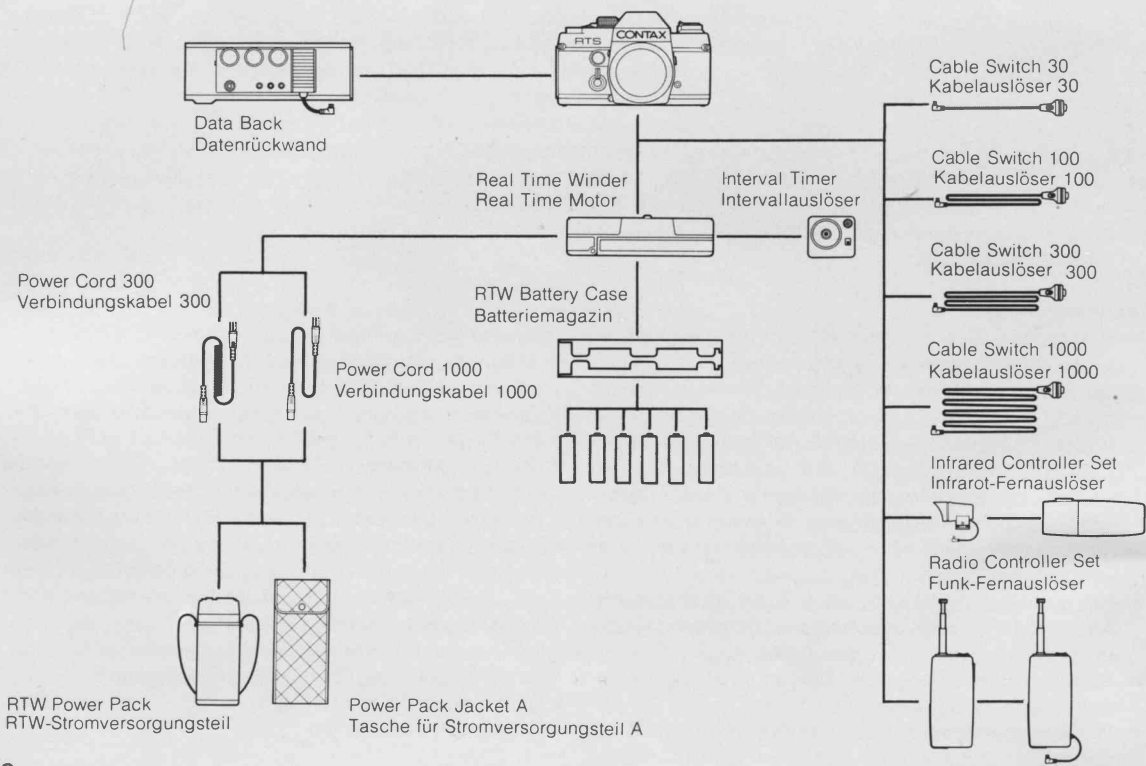 RTS
CONTAX
Data Back
Datenrückwand
Real Time Winder
Real Time Motor
Interval Timer
Intervallauslöser
Cable Switch 30
Kabelauslöser 30
Cable Switch 100
Kabelauslöser 100
Cable Switch 300
Kabelauslöser 300
Cable Switch 1000
Kabelauslöser 1000
Infrared Controller Set
Infrarot-Fernauslöser
Radio Controller Set
Funk-Fernauslöser
Power Cord 300
Verbindungskabel 300
Power Cord 1000
Verbindungskabel 1000
RTW Battery Case
Batteriemagazin
RTW Power Pack
RTW-Stromversorgungsteil
Power Pack Jacket A
Tasche für Stromversorgungsteil A